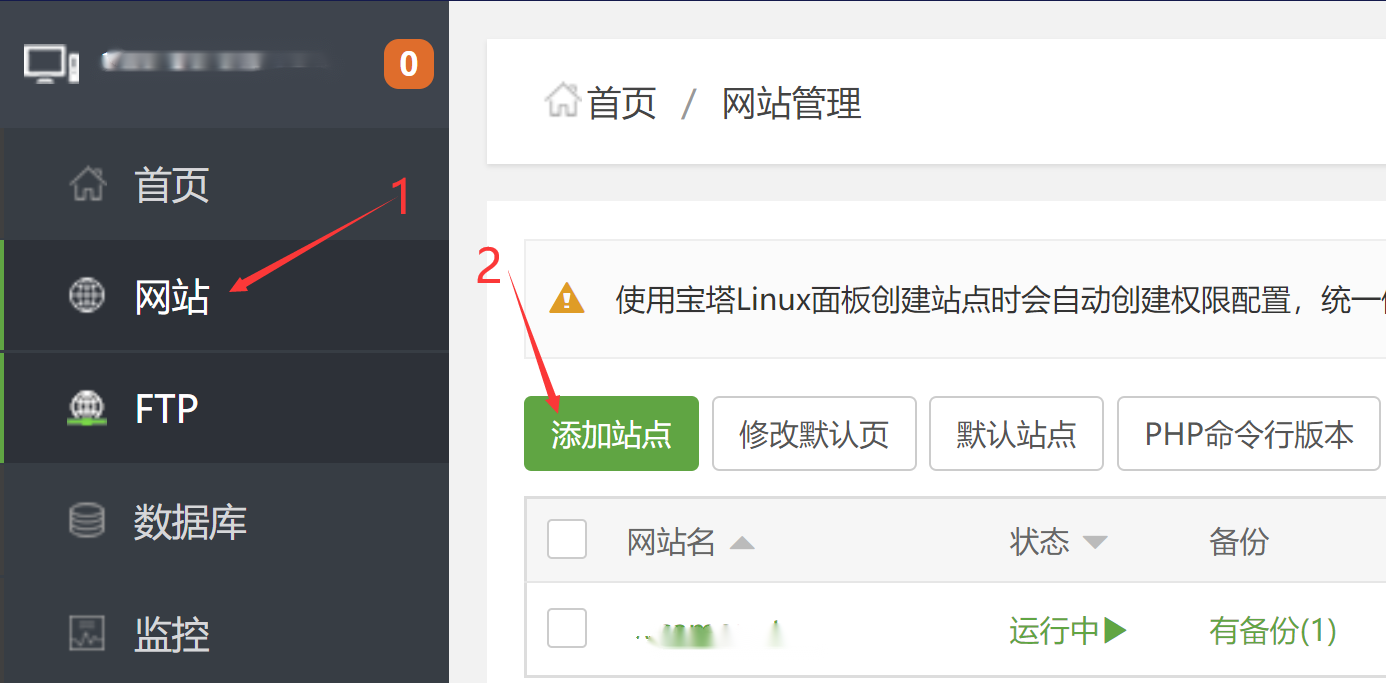 0
首页 / 网站管理
首页
1
网站
2
使用宝塔Linux面板创建站点时会自动创建权限配置，统一
FTP
添加站点 修改默认页 默认站点 PHP命令行版本
数据库
网站名 状态 备份
监控
运行中 有备份(1)